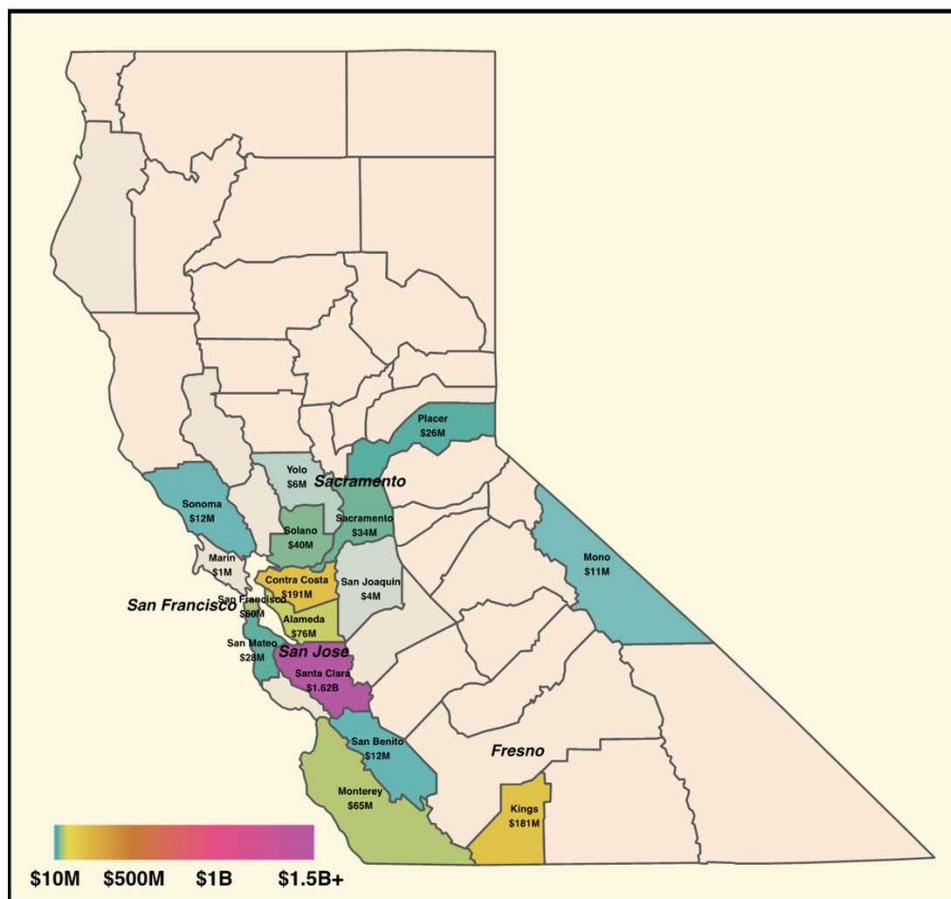 Placer
$26M
Yolo
$6M
Sacramento
Sonoma
$12M
Sacramento
$34M
Solano
$40M
Marin
$1M
Mono
$11M
Contra Costa
$191M
San Joaquin
$4M
San Francisco
San Francisco
$60M
Alameda
$76M
San Mateo
$28M
San Jose
Santa Clara
$1.62B
San Benito
$12M
Fresno
Monterey
$65M
Kings
$181M
$10M $500M $1B $1.5B+